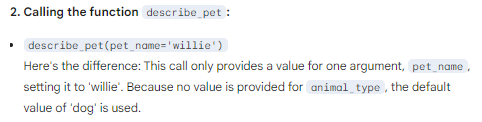 2. Calling the function describe_pet:
• describe_pet(pet_name='willie')
Here's the difference: This call only provides a value for one argument, pet_name,
setting it to 'willie'. Because no value is provided for animal_type, the default
value of 'dog' is used.